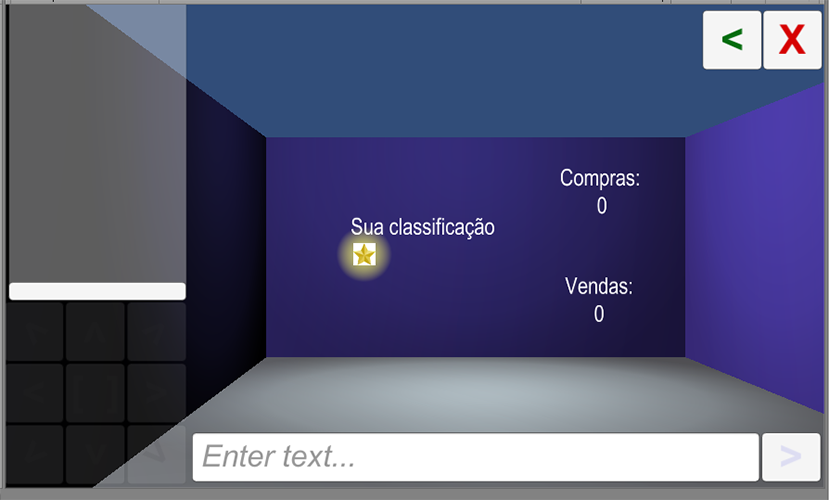 < X
Compras:
0
Sua classificação
Vendas:
0
Enter text...
>